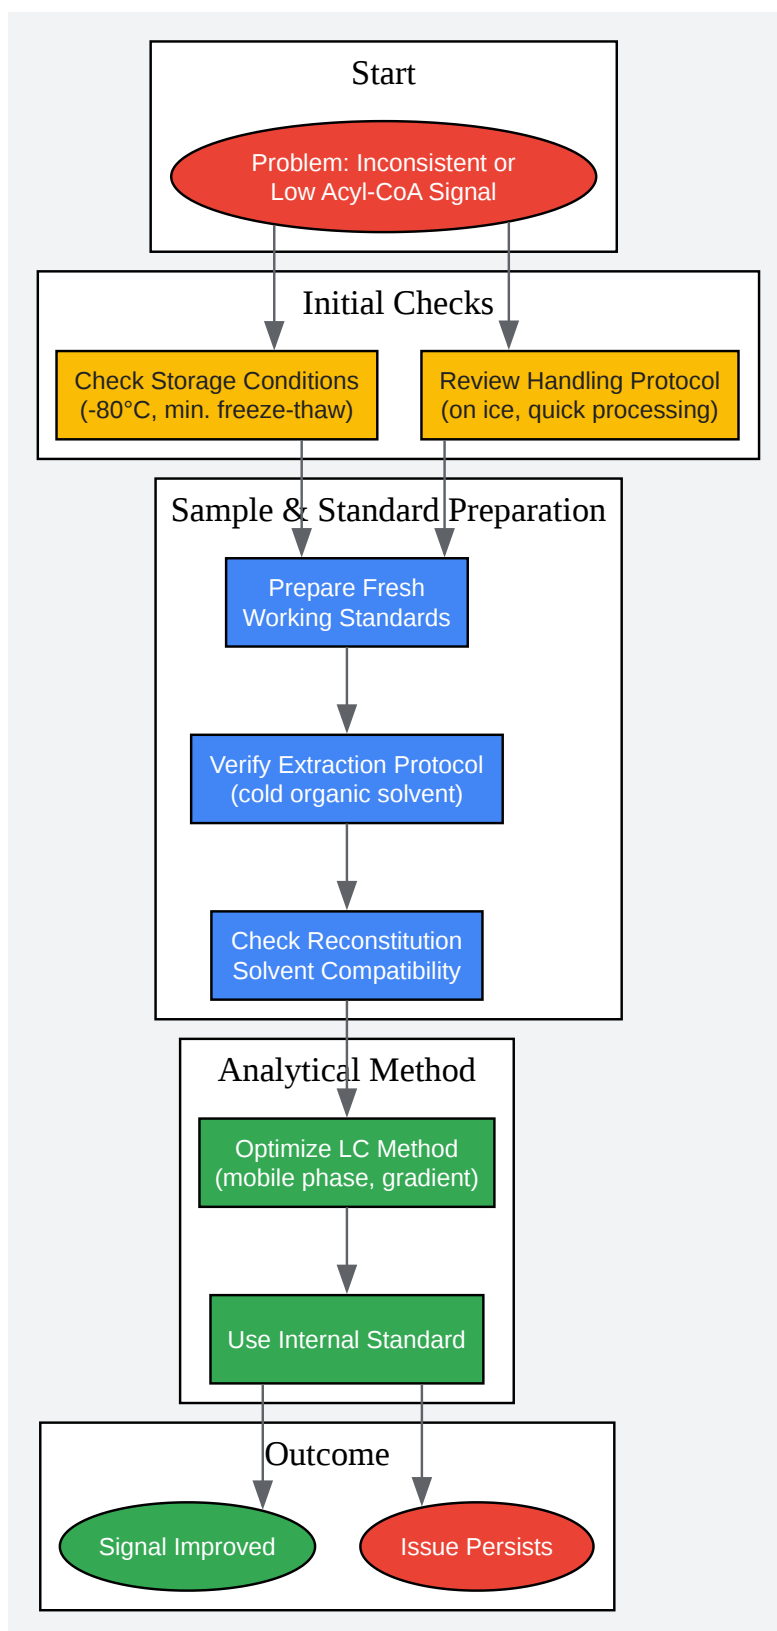 Start
Problem: Inconsistent or
Low Acyl-CoA Signal
Initial Checks
Check Storage Conditions
(-80°C, min. freeze-thaw)
Review Handling Protocol
(on ice, quick processing)
Sample & Standard Preparation
Prepare Fresh
Working Standards
Verify Extraction Protocol
(cold organic solvent)
Check Reconstitution
Solvent Compatibility
Analytical Method
Optimize LC Method
(mobile phase, gradient)
Use Internal Standard
Outcome
Signal Improved
Issue Persists